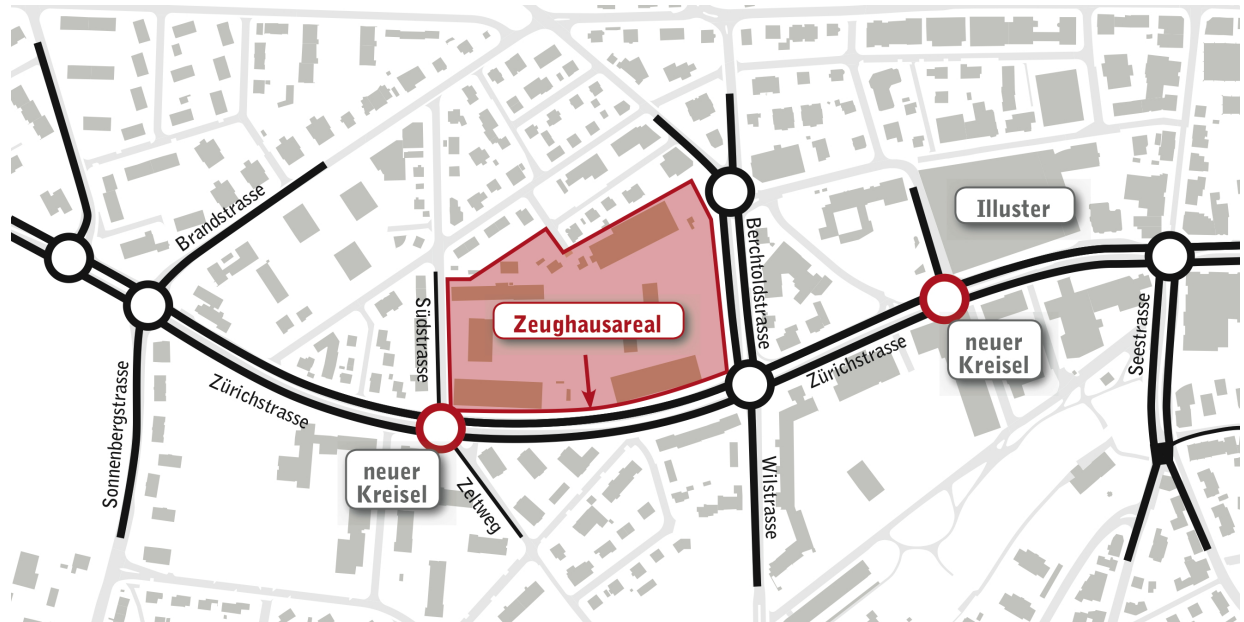 Brandstrasse
Illuster
Berchtoldstrasse
Südstrasse
Zeughausareal
Seestrasse
neuer
Kreisel
Zürichstrasse
Zürichstrasse
Sonnenbergstrasse
neuer
Kreisel
Zeltweg
Wilstrasse